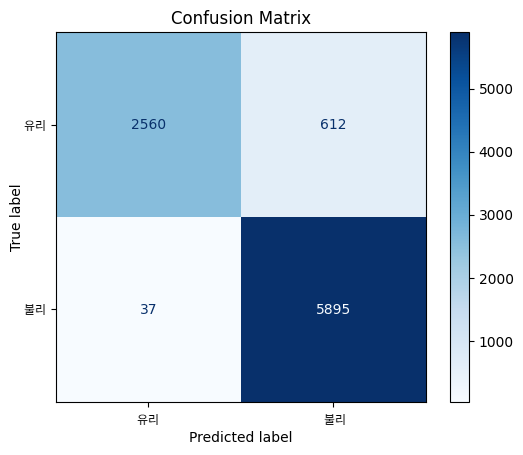 Confusion Matrix
True label
유리
2560
612
불리
37
5895
유리
불리
Predicted label
5000
4000
3000
2000
1000